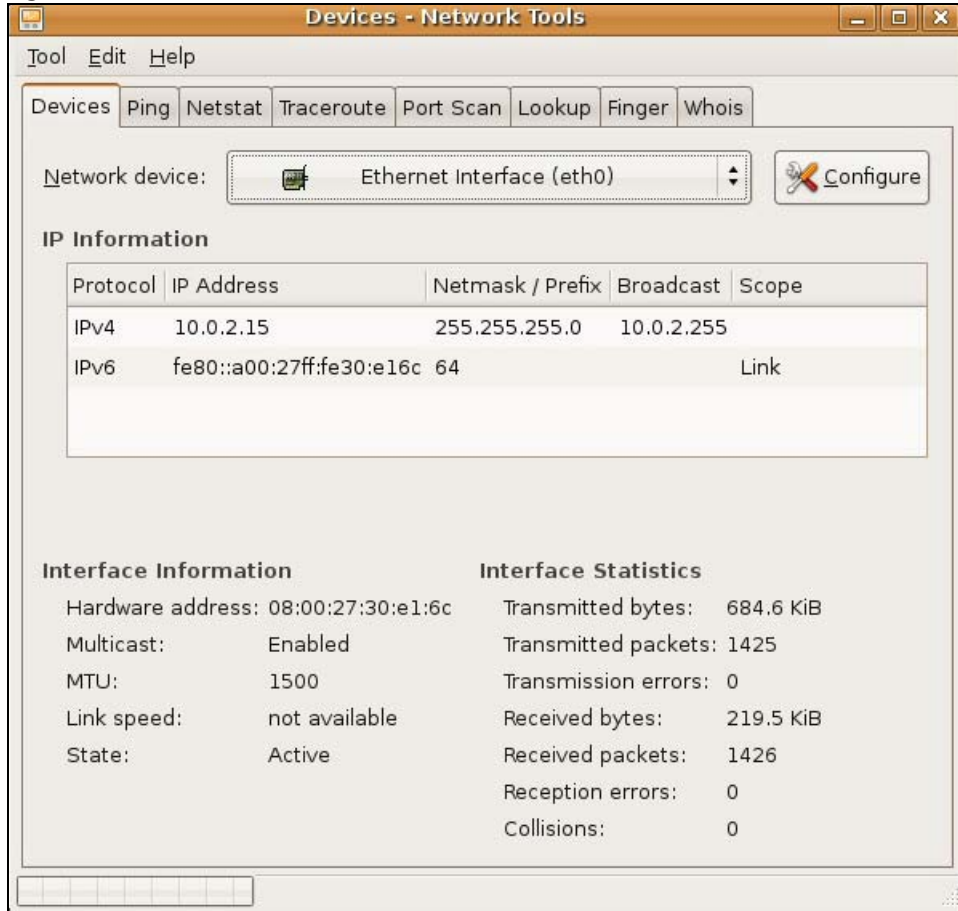 Devices - Network Tools
Tool Edit Help
Devices Ping Netstat Traceroute Port Scan Lookup Finger Whois
Network device: Ethernet Interface (eth0) Configure
IP Information
Protocol IP Address Netmask / Prefix Broadcast Scope
IPv4 10.0.2.15 255.255.255.0 10.0.2.255
IPv6 fe80::a00:27ff:fe30:e16c 64 Link
Interface Information
Hardware address: 08:00:27:30:e1:6c
Multicast: Enabled
MTU: 1500
Link speed: not available
State: Active
Interface Statistics
Transmitted bytes: 684.6 KiB
Transmitted packets: 1425
Transmission errors: 0
Received bytes: 219.5 KiB
Received packets: 1426
Reception errors: 0
Collisions: 0